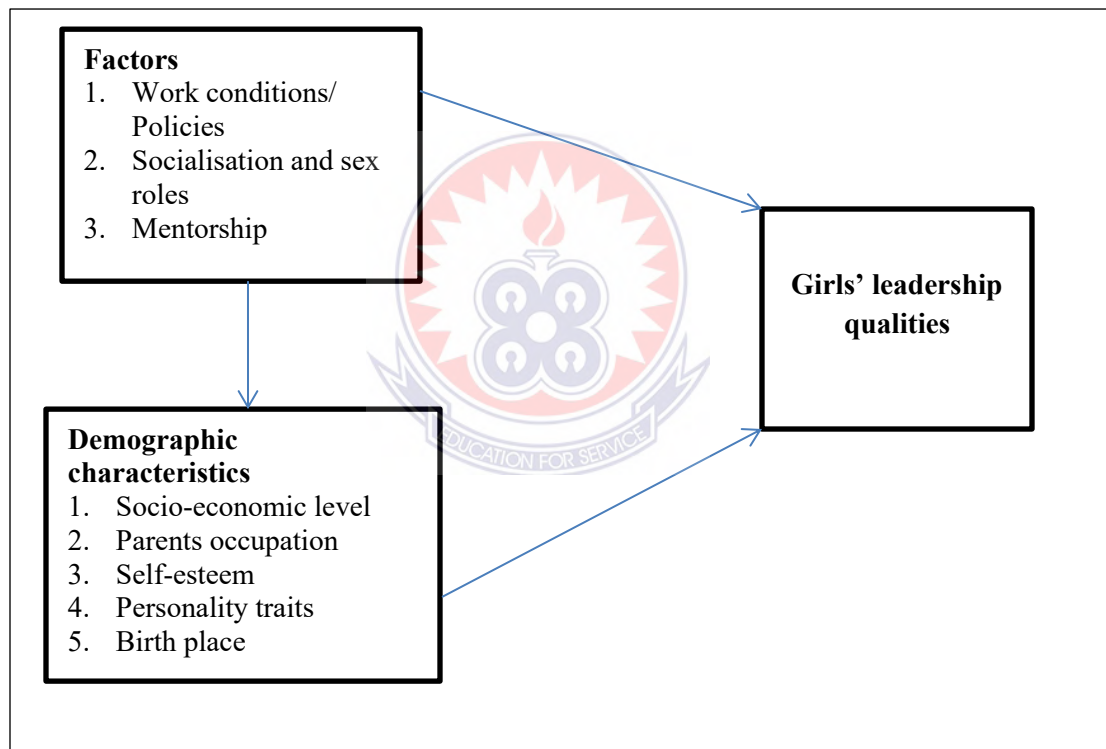 Factors
1. Work conditions/
Policies
2. Socialisation and sex
roles
3. Mentorship
Girls’ leadership
qualities
EDUCATION FOR SERVICE
Demographic
characteristics
1. Socio-economic level
2. Parents occupation
3. Self-esteem
4. Personality traits
5. Birth place